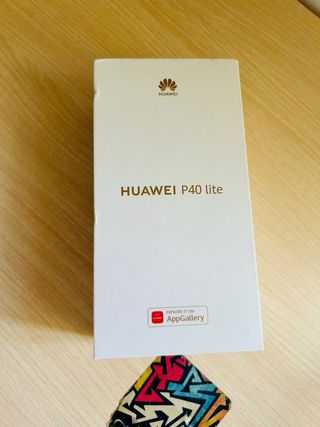 HUAWEI
HUAWEI P40 lite
EXPLORE IT ON
AppGallery